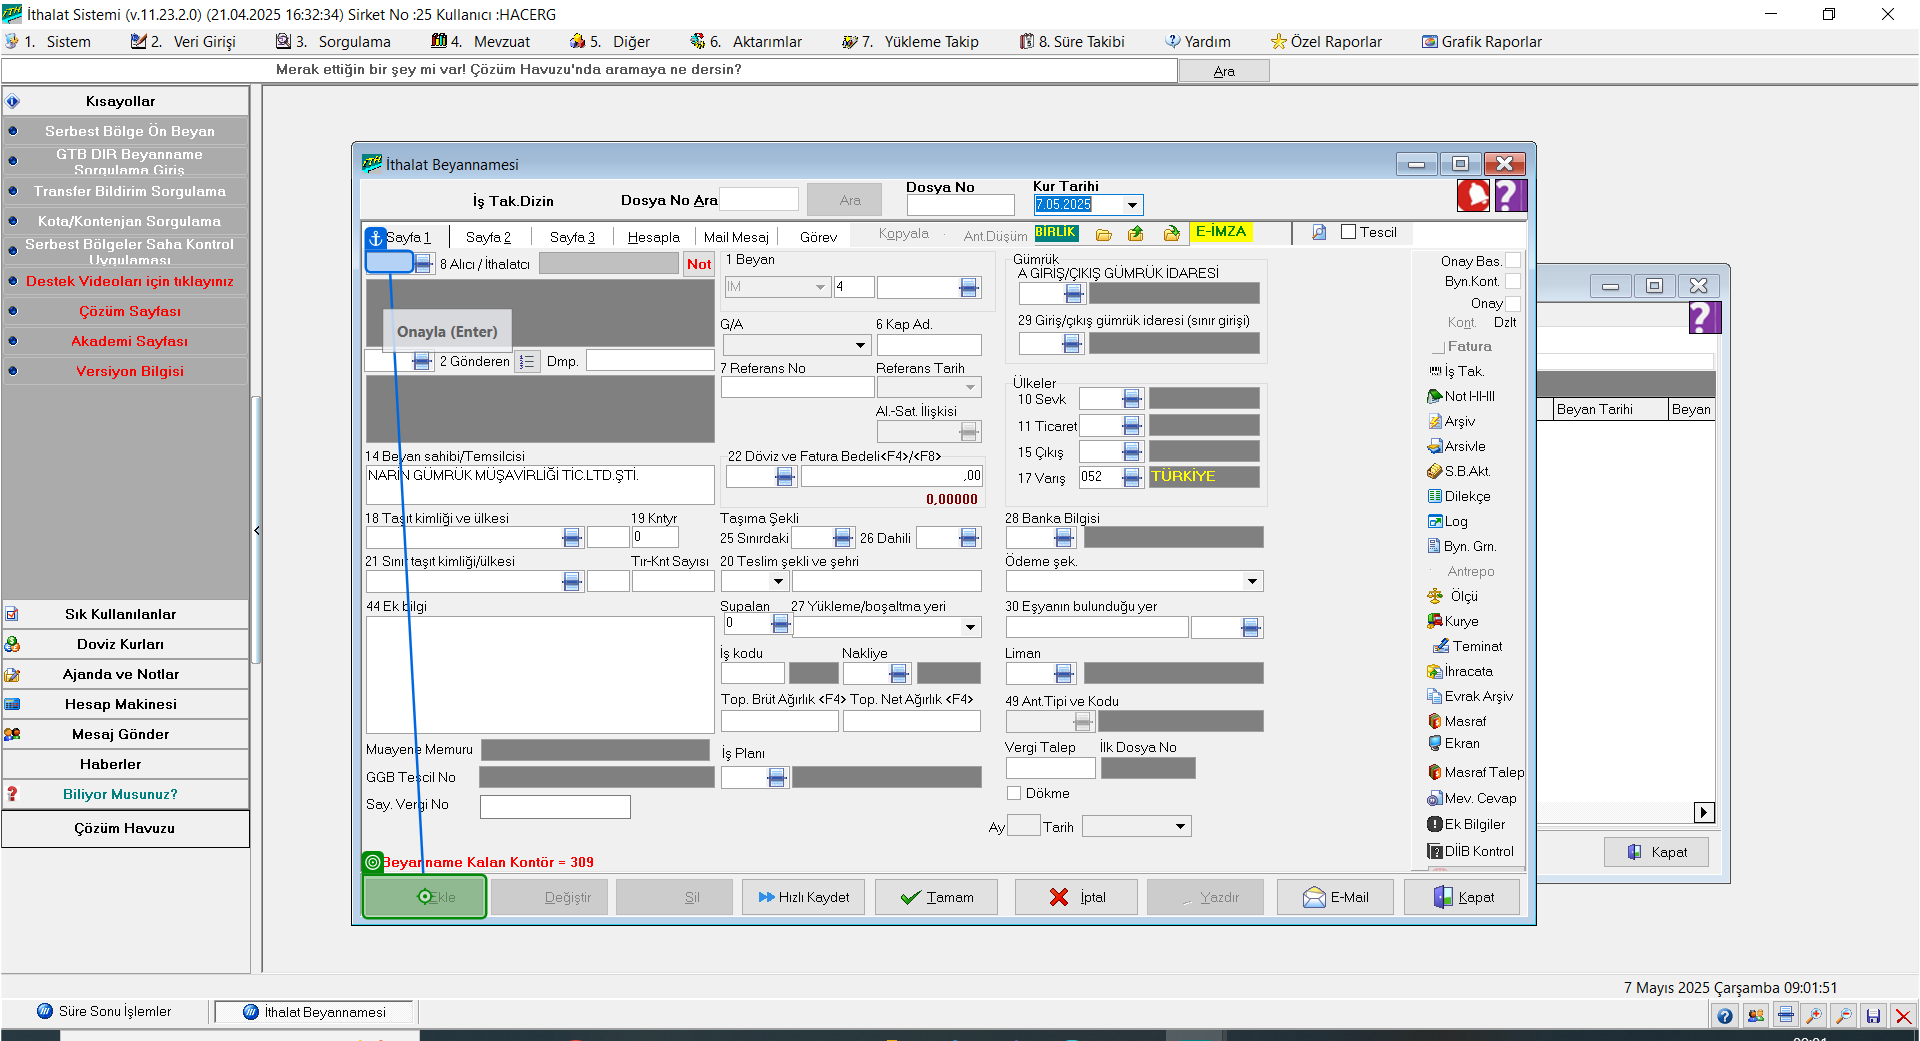 İthalat Sistemi (v.11.23.2.0) (21.04.2025 16:32:34) Sirket No :25 Kullanıcı :HACERG
1. Sistem 2. Veri Girişi 3. Sorgulama 4. Mevzuat 5. Diğer 6. Aktarımlar 7. Yükleme Takip 8. Süre Takibi Yardım Özel Raporlar Grafik Raporlar
Merak ettiğin bir şey mi var! Çözüm Havuzu'nda aramaya ne dersin? Ara
Kısayollar
Serbest Bölge Ön Beyan
GTB DIR Beyanname
Sorgulama Giriş
Transfer Bildirim Sorgulama
Kota/Kontenjan Sorgulama
Serbest Bölgeler Saha Kontrol
Uygulaması
Destek Videoları için tıklayınız
Çözüm Sayfası
Akademi Sayfası
Versiyon Bilgisi
Sık Kullanılanlar
Doviz Kurları
Ajanda ve Notlar
Hesap Makinesi
Mesaj Gönder
Haberler
Biliyor Musunuz?
Çözüm Havuzu
İthalat Beyannamesi
İş Tak.Dizin Dosya No Ara Ara Dosya No Kur Tarihi
7.05.2025
Sayfa 1 Sayfa 2 Sayfa 3 Hesapla Mail Mesaj Görev Kopyala Ant.Düşüm BİRLİK E-İMZA Tescil
8 Alıcı / İthalatcı Not
Onayla (Enter)
2 Gönderen Dmp.
14 Beyan sahibi/Temsilcisi
NARİN GÜMRÜK MÜŞAVİRLİĞİ TİC.LTD.ŞTİ.
18 Taşıt kimliği ve ülkesi 19 Kntyr
0
21 Sınır taşıt kimliği/ülkesi Tır-Knt Sayısı
44 Ek bilgi
Muayene Memuru
GGB Tescil No
Say. Vergi No
Beyanname Kalan Kontör = 309
1 Beyan
IM 4
G/A 6 Kap Ad.
7 Referans No Referans Tarih
Al.-Sat. İlişkisi
22 Döviz ve Fatura Bedeli<F4>/<F8>
,00
0,00000
Taşıma Şekli
25 Sınırdaki 26 Dahili
20 Teslim şekli ve şehri
Supalan 27 Yükleme/boşaltma yeri
0
İş kodu Nakliye
Top. Brüt Ağırlık <F4> Top. Net Ağırlık <F4>
İş Planı
Gümrük
A GİRİŞ/ÇIKIŞ GÜMRÜK İDARESİ
29 Giriş/çıkış gümrük idaresi (sınır girişi)
Ülkeler
10 Sevk
11 Ticaret
15 Çıkış
17 Varış 052 TÜRKİYE
28 Banka Bilgisi
Ödeme şek.
30 Eşyanın bulunduğu yer
Liman
49 Ant.Tipi ve Kodu
Vergi Talep İlk Dosya No
Dökme
Ay Tarih
Onay Bas.
Byn.Kont.
Onay
Kont. Dzlt
Fatura
İş Tak.
Not I-II-III
Arşiv
Arsivle
S.B.Akt.
Dilekçe
Log
Byn. Grn.
Antrepo
Ölçü
Kurye
Teminat
İhracata
Evrak Arşiv
Masraf
Ekran
Masraf Talep
Mev. Cevap
Ek Bilgiler
DİİB Kontrol
Ekle Değiştir Sil Hızlı Kaydet Tamam İptal Yazdır E-Mail Kapat
Beyan Tarihi Beyan
Kapat
7 Mayıs 2025 Çarşamba 09:01:51
Süre Sonu İşlemler İthalat Beyannamesi